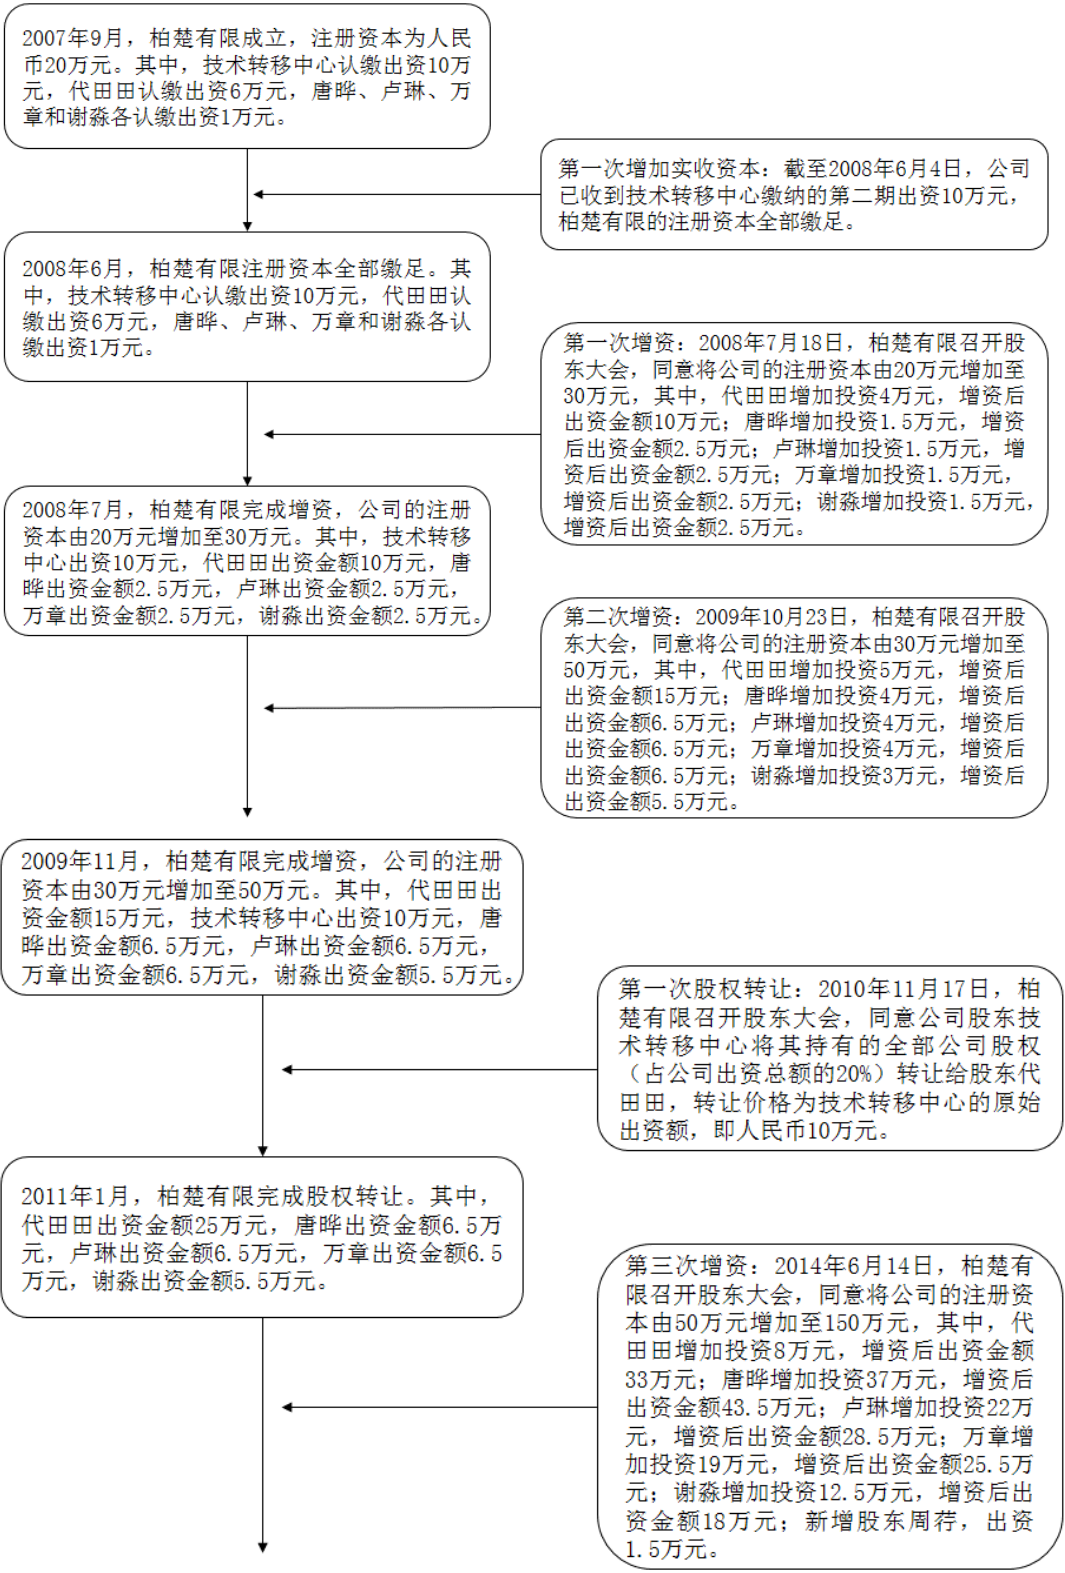 2007年9月，柏楚有限成立，注册资本为人民
币20万元。其中，技术转移中心认缴出资10万
元，代田田认缴出资6万元，唐晔、卢琳、万
章和谢淼各认缴出资1万元。
第一次增加实收资本：截至2008年6月4日，公司
已收到技术转移中心缴纳的第二期出资10万元，
柏楚有限的注册资本全部缴足。
2008年6月，柏楚有限注册资本全部缴足。其
中，技术转移中心认缴出资10万元，代田田认
缴出资6万元，唐晔、卢琳、万章和谢淼各认
缴出资1万元。
第一次增资：2008年7月18日，柏楚有限召开股
东大会，同意将公司的注册资本由20万元增加至
30万元，其中，代田田增加投资4万元，增资后
出资金额10万元；唐晔增加投资1.5万元，增资
后出资金额2.5万元；卢琳增加投资1.5万元，增
资后出资金额2.5万元；万章增加投资1.5万元，
增资后出资金额2.5万元；谢淼增加投资1.5万元，
增资后出资金额2.5万元。
2008年7月，柏楚有限完成增资，公司的注册
资本由20万元增加至30万元。其中，技术转移
中心出资10万元，代田田出资金额10万元，唐
晔出资金额2.5万元，卢琳出资金额2.5万元，
万章出资金额2.5万元，谢淼出资金额2.5万元。
第二次增资：2009年10月23日，柏楚有限召开股
东大会，同意将公司的注册资本由30万元增加至
50万元，其中，代田田增加投资5万元，增资后
出资金额15万元；唐晔增加投资4万元，增资后
出资金额6.5万元；卢琳增加投资4万元，增资后
出资金额6.5万元；万章增加投资4万元，增资后
出资金额6.5万元；谢淼增加投资3万元，增资后
出资金额5.5万元。
2009年11月，柏楚有限完成增资，公司的注册
资本由30万元增加至50万元。其中，代田田出
资金额15万元，技术转移中心出资10万元，唐
晔出资金额6.5万元，卢琳出资金额6.5万元，
万章出资金额6.5万元，谢淼出资金额5.5万元。
第一次股权转让：2010年11月17日，柏
楚有限召开股东大会，同意公司股东技
术转移中心将其持有的全部公司股权
（占公司出资总额的20%）转让给股东代
田田，转让价格为技术转移中心的原始
出资额，即人民币10万元。
2011年1月，柏楚有限完成股权转让。其中，
代田田出资金额25万元，唐晔出资金额6.5万
元，卢琳出资金额6.5万元，万章出资金额6.5
万元，谢淼出资金额5.5万元。
第三次增资：2014年6月14日，柏楚有
限召开股东大会，同意将公司的注册资
本由50万元增加至150万元，其中，代
田田增加投资8万元，增资后出资金额
33万元；唐晔增加投资37万元，增资后
出资金额43.5万元；卢琳增加投资22万
元，增资后出资金额28.5万元；万章增
加投资19万元，增资后出资金额25.5万
元；谢淼增加投资12.5万元，增资后出
资金额18万元；新增股东周荇，出资
1.5万元。